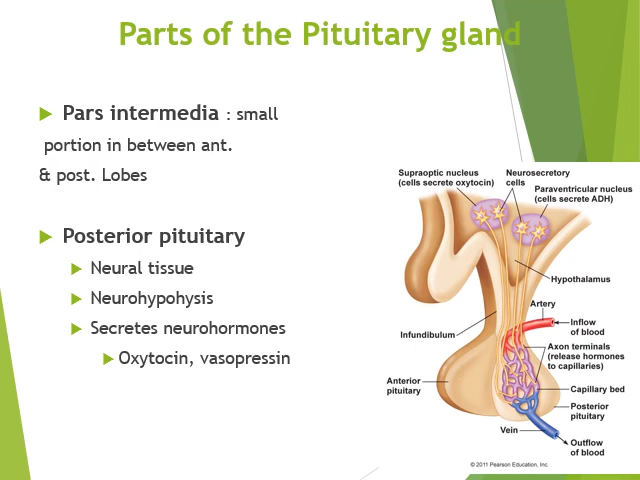 Parts of the Pituitary gland
Pars intermedia : small
portion in between ant.
& post. Lobes
Posterior pituitary
Neural tissue
Neurohypohysis
Secretes neurohormones
Oxytocin, vasopressin
Supraoptic nucleus
(cells secrete oxytocin)
Neurosecretory
cells
Paraventricular nucleus
(cells secrete ADH)
Hypothalamus
Artery
Inflow
of blood
Infundibulum
Axon terminals
(release hormones
to capillaries)
Anterior
pituitary
Capillary bed
Posterior
pituitary
Vein
Outflow
of blood
© 2011 Pearson Education, Inc.